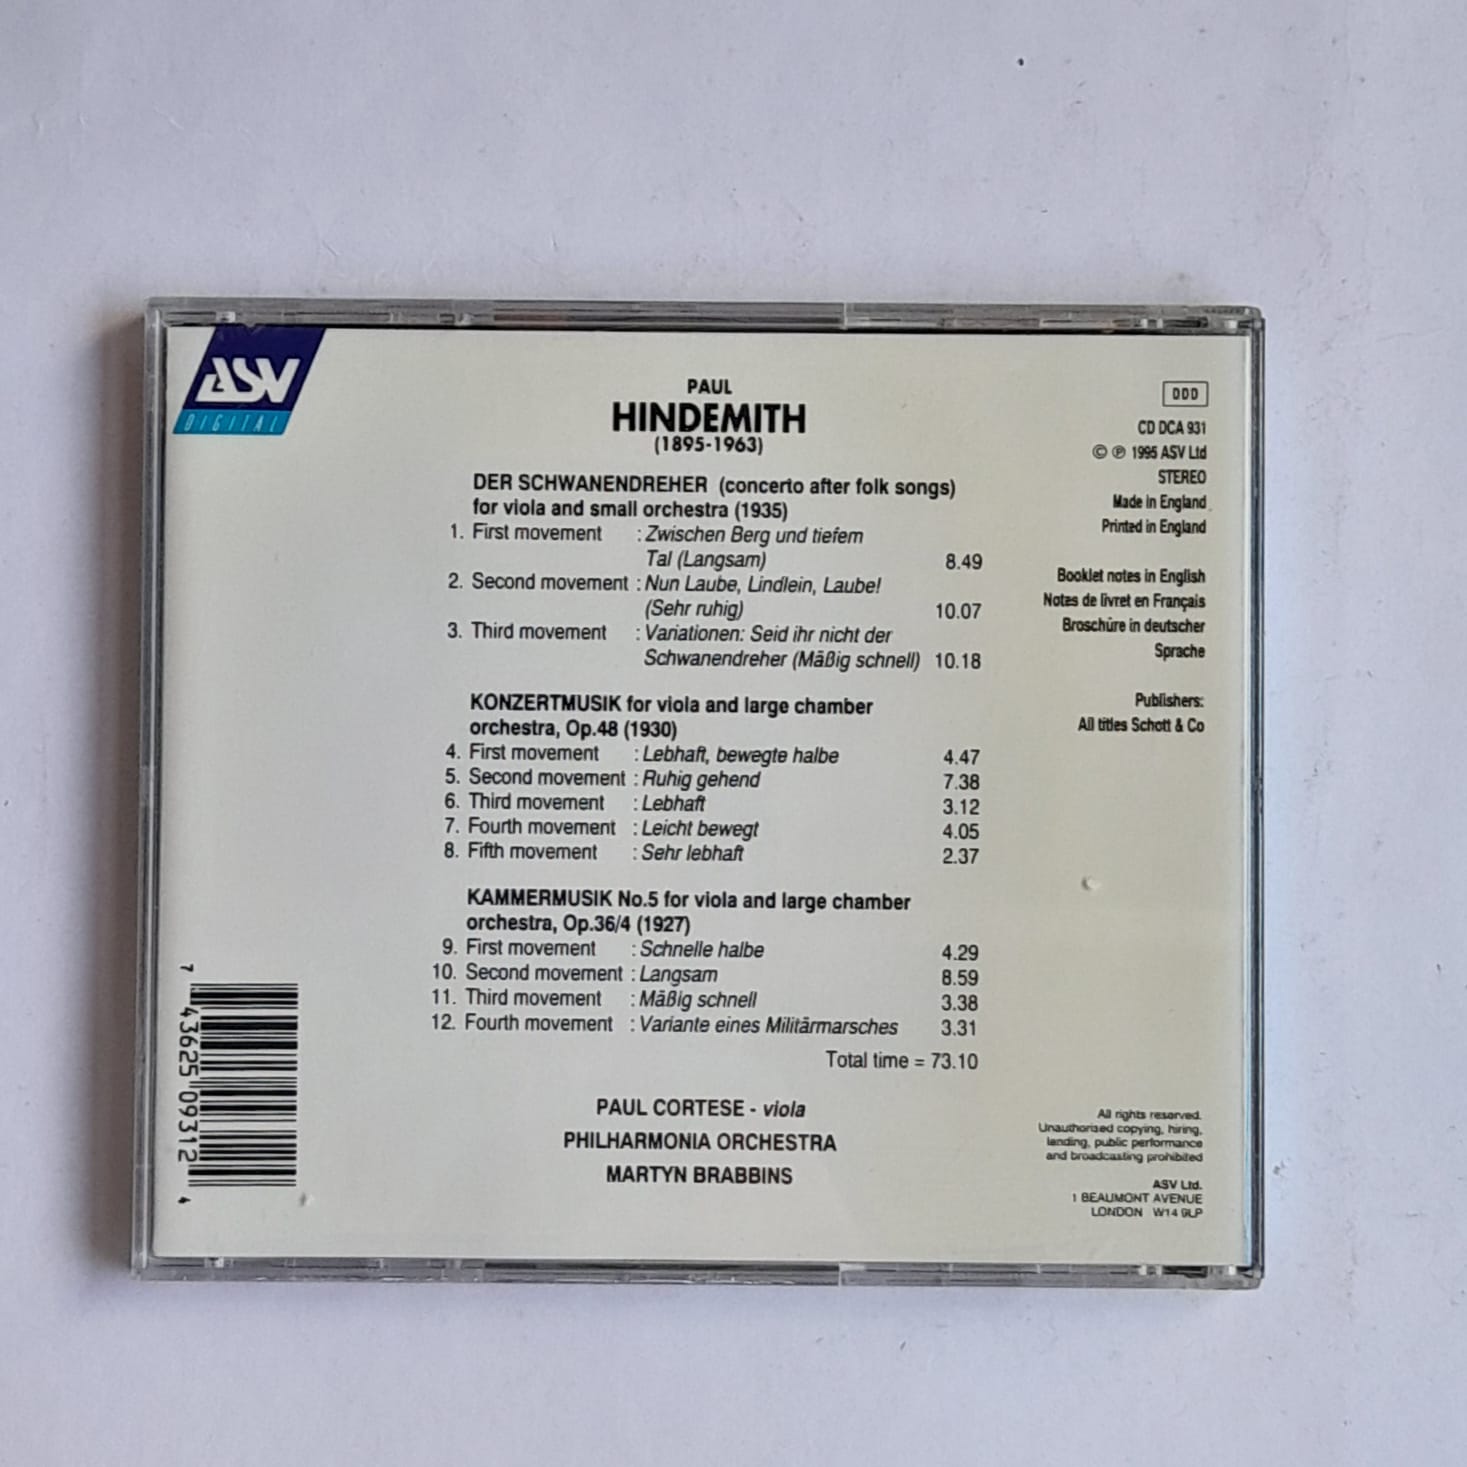 ASV
DIGITAL
PAUL
HINDEMITH
(1895-1963)
DER SCHWANENDREHER (concerto after folk songs)
for viola and small orchestra (1935)
1. First movement : Zwischen Berg und tiefem
Tal (Langsam) 8.49
2. Second movement : Nun Laube, Lindlein, Laube!
(Sehr ruhig) 10.07
3. Third movement : Variationen: Seid ihr nicht der
Schwanendreher (Mäßig schnell) 10.18
KONZERTMUSIK for viola and large chamber
orchestra, Op.48 (1930)
4. First movement : Lebhaft, bewegte halbe 4.47
5. Second movement : Ruhig gehend 7.38
6. Third movement : Lebhaft 3.12
7. Fourth movement : Leicht bewegt 4.05
8. Fifth movement : Sehr lebhaft 2.37
KAMMERMUSIK No.5 for viola and large chamber
orchestra, Op.36/4 (1927)
9. First movement : Schnelle halbe 4.29
10. Second movement : Langsam 8.59
11. Third movement : Mäßig schnell 3.38
12. Fourth movement : Variante eines Militärmarsches 3.31
Total time = 73.10
PAUL CORTESE - viola
PHILHARMONIA ORCHESTRA
MARTYN BRABBINS
DDD
CD DCA 931
© ℗ 1995 ASV Ltd
STEREO
Made in England
Printed in England
Booklet notes in English
Notes de livret en Français
Broschüre in deutscher
Sprache
Publishers:
All titles Schott & Co
All rights reserved.
Unauthorised copying, hiring,
lending, public performance
and broadcasting prohibited
ASV Ltd.
1 BEAUMONT AVENUE
LONDON W14 9LP
7 43625 09312 4